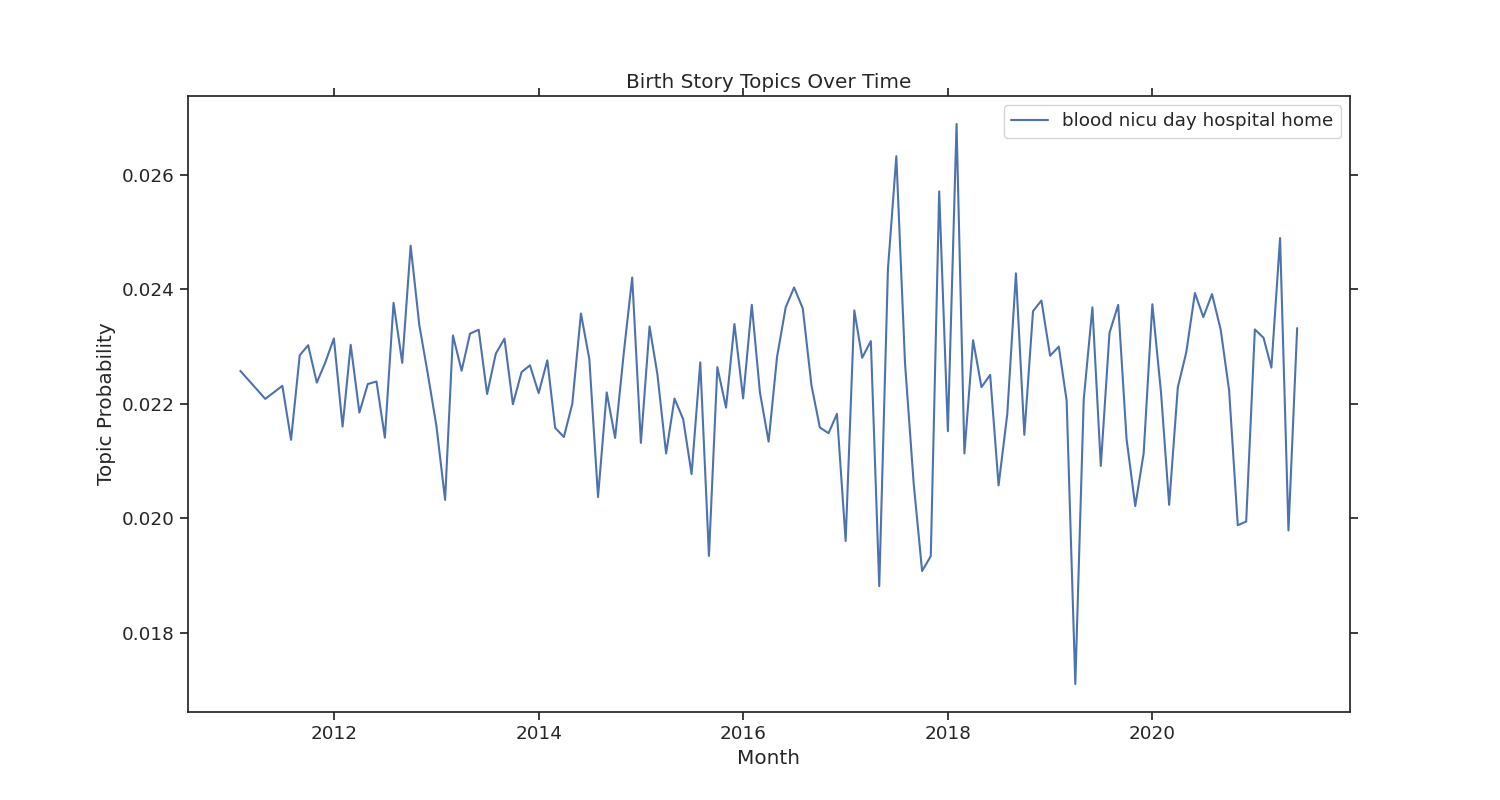 Birth Story Topics Over Time
blood nicu day hospital home
Topic Probability
0.026
0.024
0.022
0.020
0.018
2012 2014 2016 2018 2020
Month